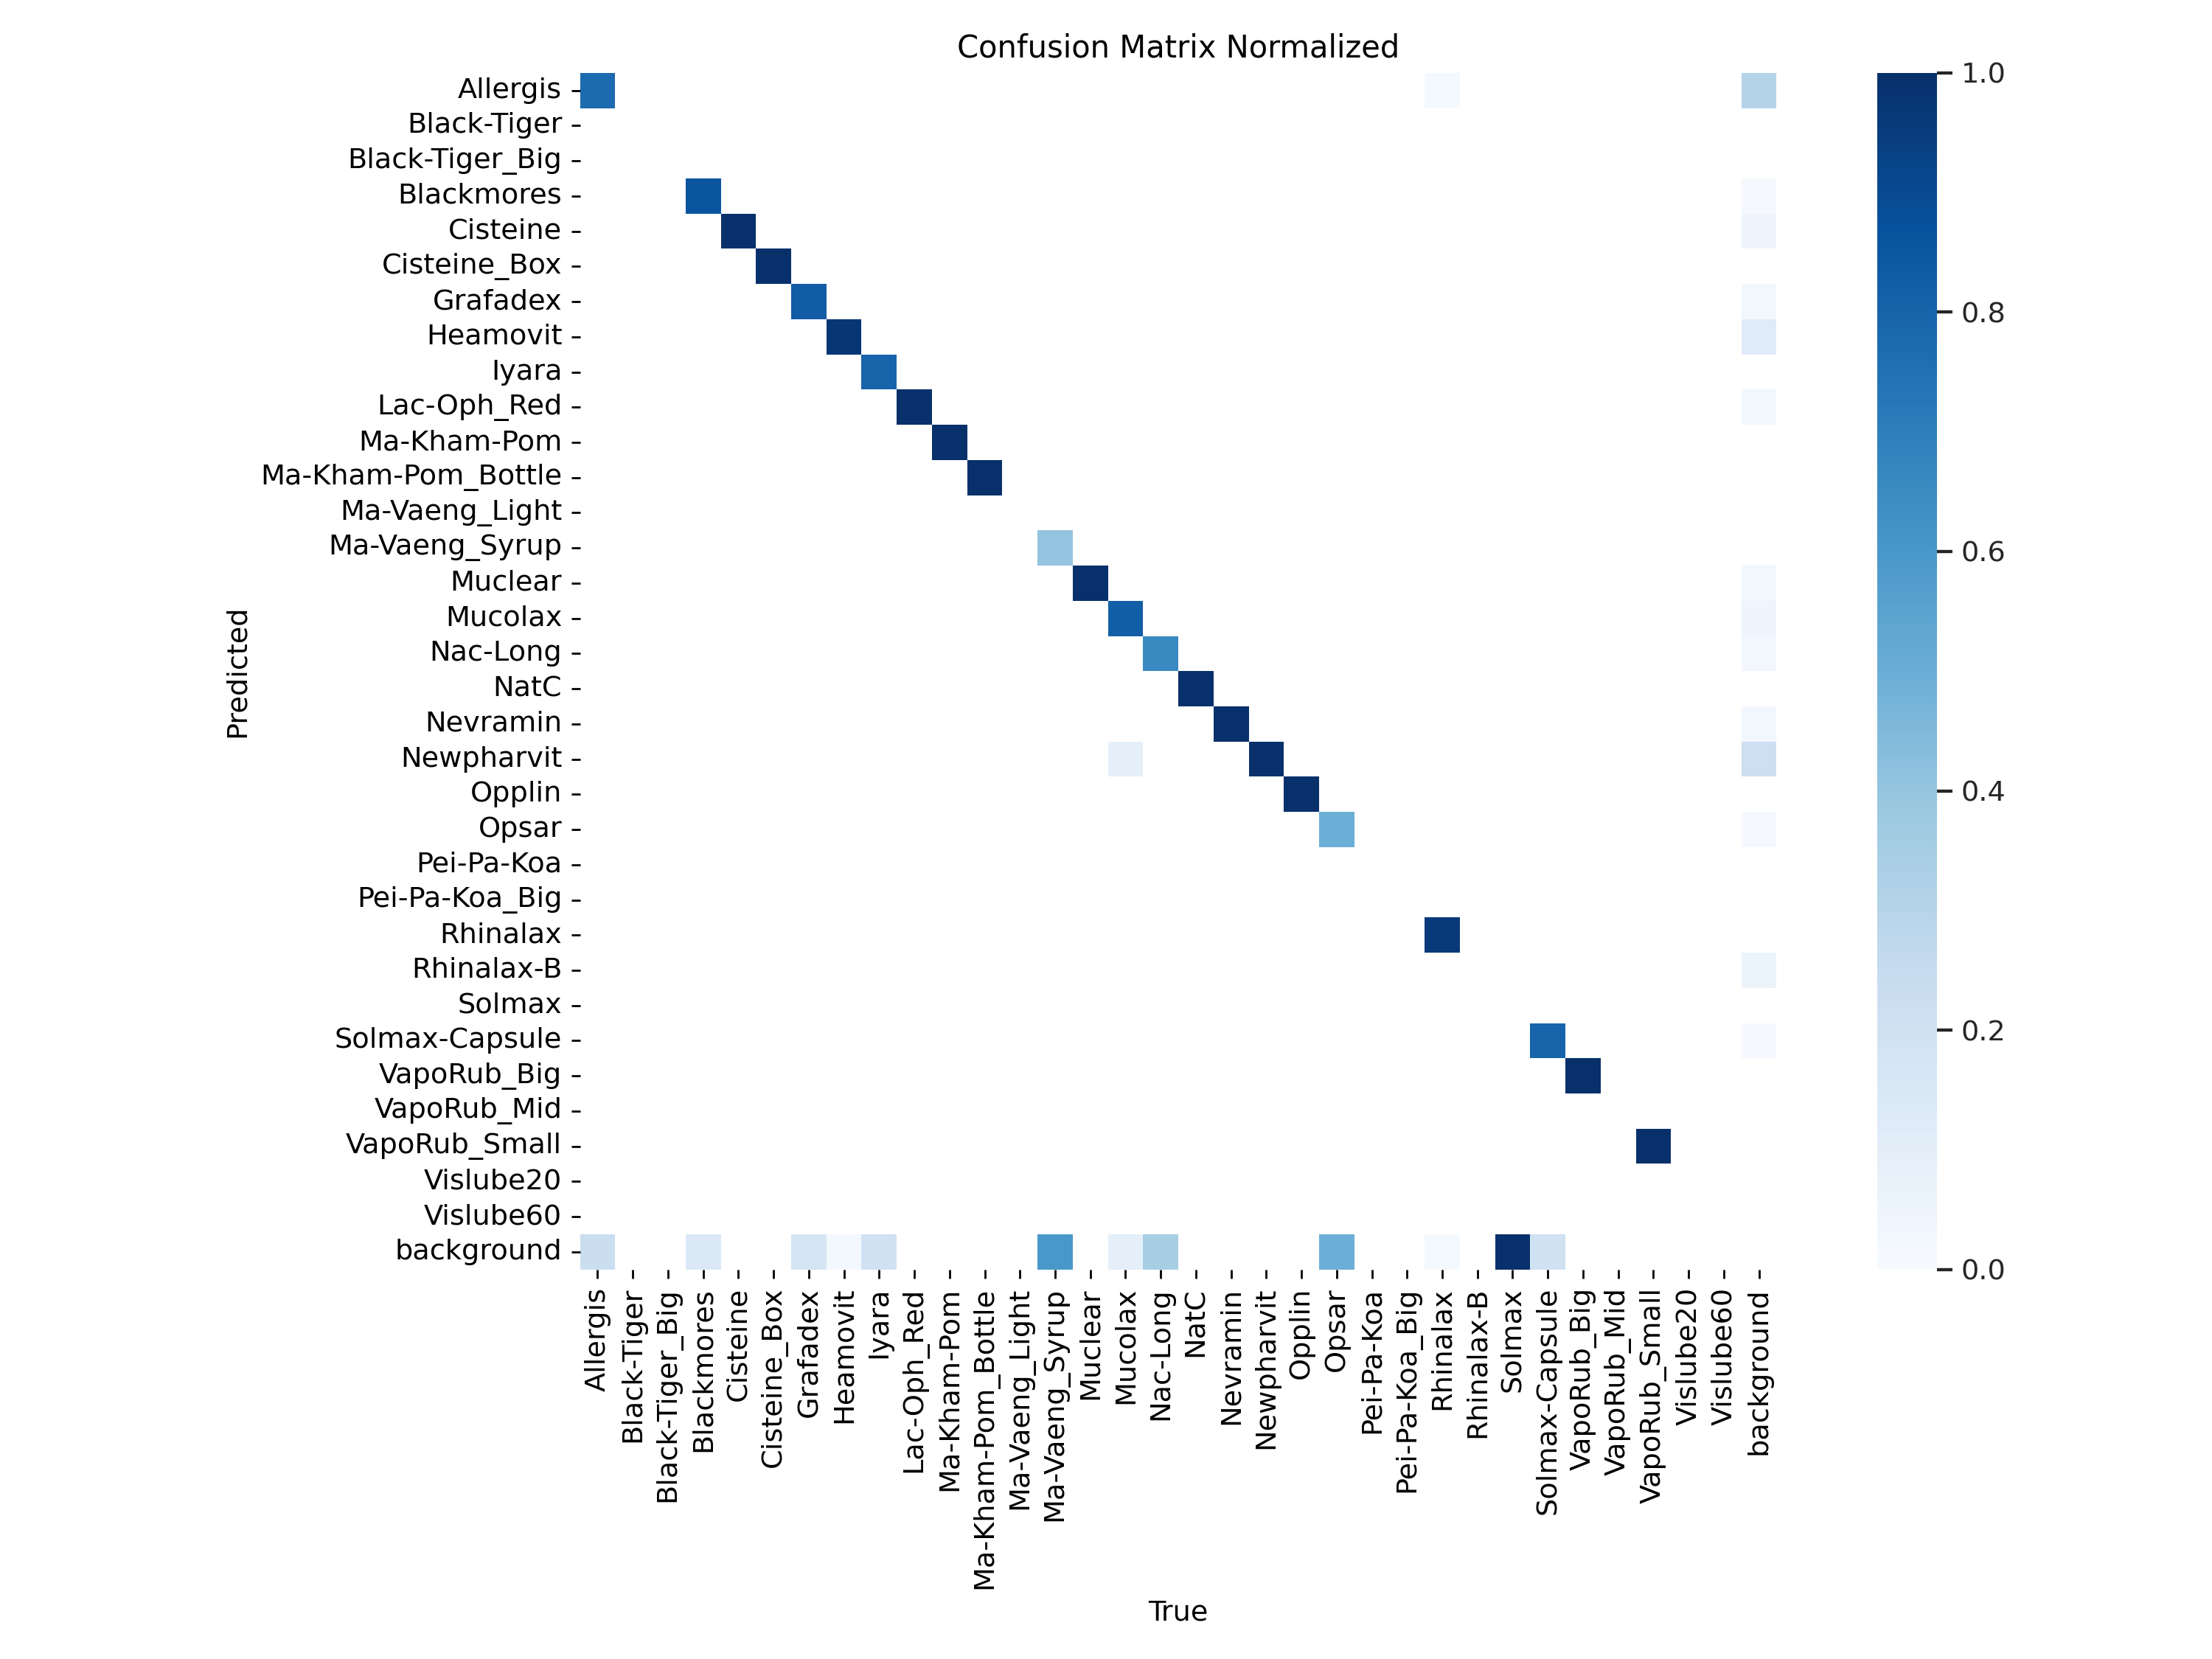 Confusion Matrix Normalized
Allergis
Black-Tiger
Black-Tiger_Big
Blackmores
Cisteine
Cisteine_Box
Grafadex
Heamovit
Iyara
Lac-Oph_Red
Ma-Kham-Pom
Ma-Kham-Pom_Bottle
Ma-Vaeng_Light
Ma-Vaeng_Syrup
Muclear
Mucolax
Nac-Long
NatC
Nevramin
Newpharvit
Opplin
Opsar
Pei-Pa-Koa
Pei-Pa-Koa_Big
Rhinalax
Rhinalax-B
Solmax
Solmax-Capsule
VapoRub_Big
VapoRub_Mid
VapoRub_Small
Vislube20
Vislube60
background
Predicted
Allergis
Black-Tiger
Black-Tiger_Big
Blackmores
Cisteine
Cisteine_Box
Grafadex
Heamovit
Iyara
Lac-Oph_Red
Ma-Kham-Pom
Ma-Kham-Pom_Bottle
Ma-Vaeng_Light
Ma-Vaeng_Syrup
Muclear
Mucolax
Nac-Long
NatC
Nevramin
Newpharvit
Opplin
Opsar
Pei-Pa-Koa
Pei-Pa-Koa_Big
Rhinalax
Rhinalax-B
Solmax
Solmax-Capsule
VapoRub_Big
VapoRub_Mid
VapoRub_Small
Vislube20
Vislube60
background
True
1.0
0.8
0.6
0.4
0.2
0.0